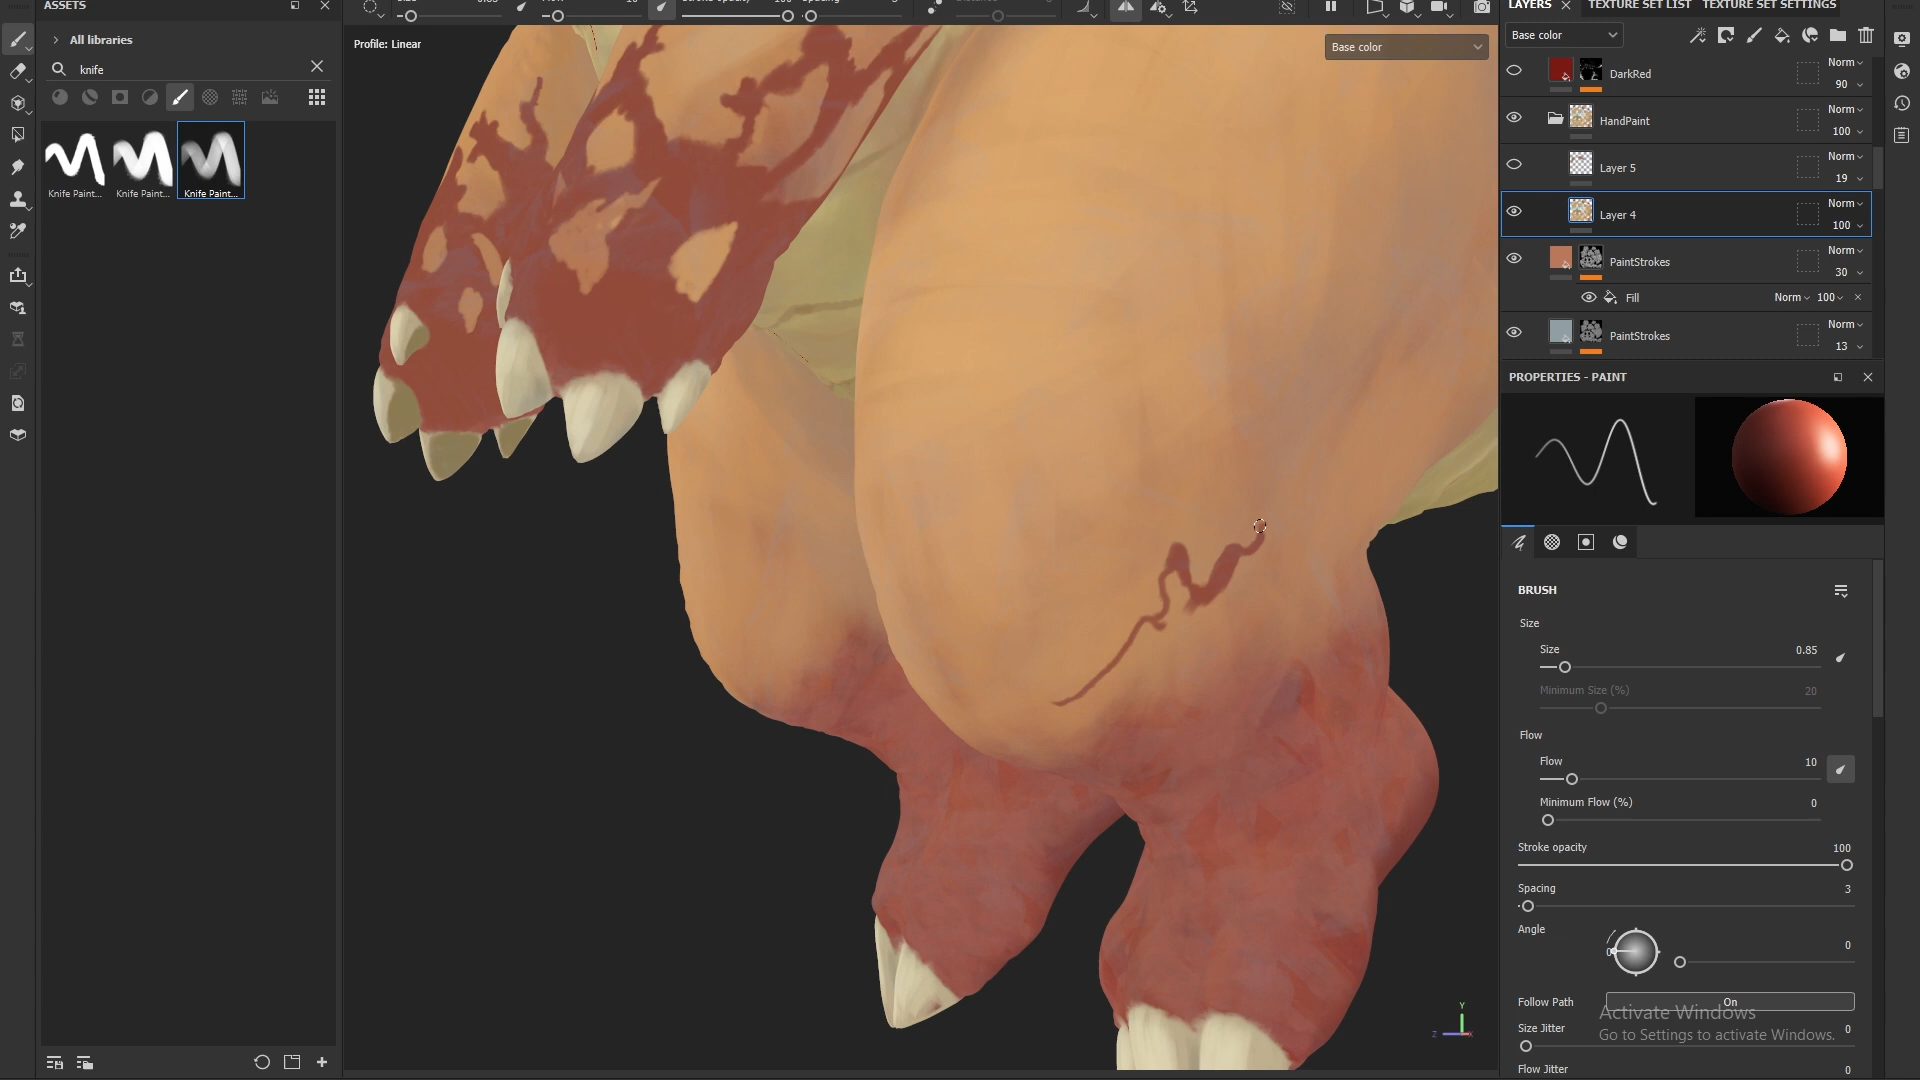 ASSETS
All libraries
knife
Knife Paint...
Knife Paint...
Knife Paint...
Profile: Linear
Base color
LAYERS
TEXTURE SET LIST
TEXTURE SET SETTINGS
Base color
DarkRed
Norm
90
HandPaint
Norm
100
Layer 5
Norm
19
Layer 4
Norm
100
PaintStrokes
Norm
30
Fill
Norm
100
PaintStrokes
Norm
13
PROPERTIES - PAINT
BRUSH
Size
Size
0.85
Minimum Size (%)
20
Flow
Flow
10
Minimum Flow (%)
0
Stroke opacity
100
Spacing
3
Angle
0
0
Follow Path
On
Activate Windows
Go to Settings to activate Windows.
Size Jitter
0
Flow Jitter
0
Y
Z
X